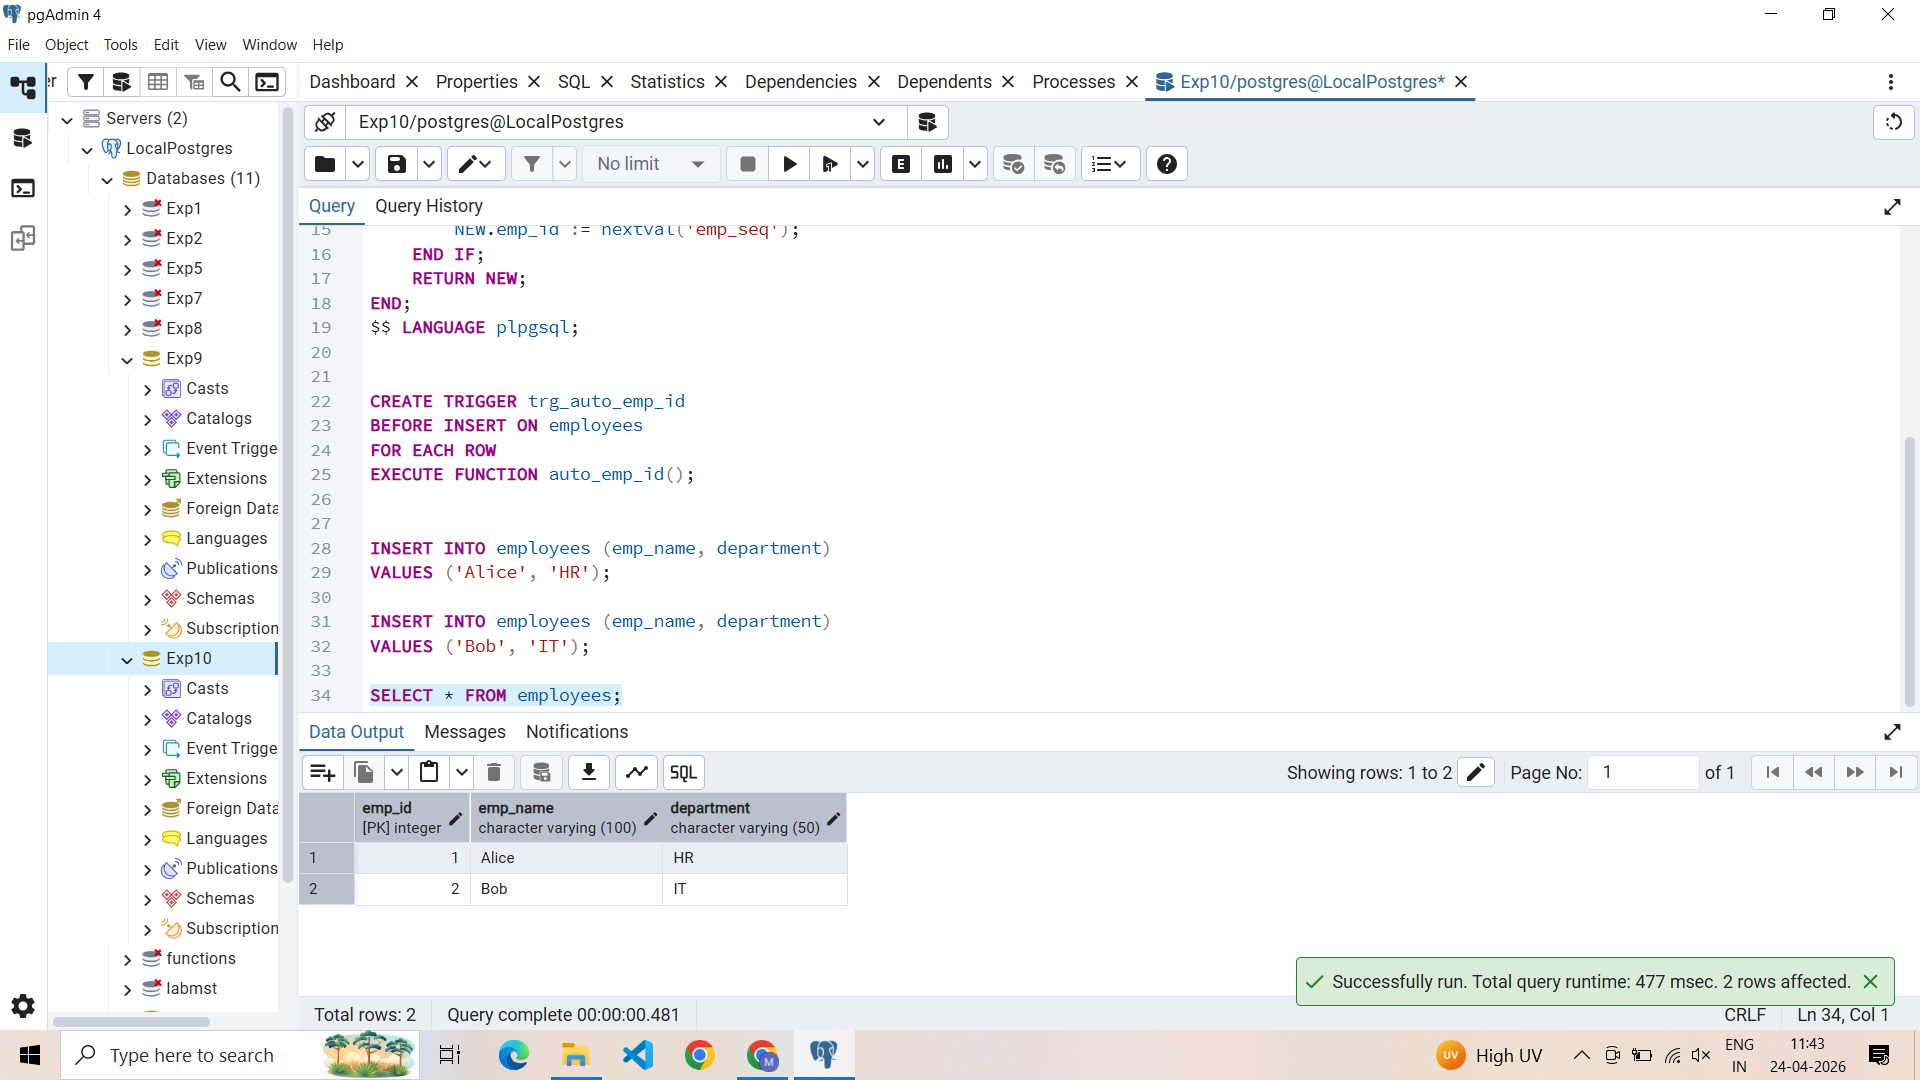 pgAdmin 4
File Object Tools Edit View Window Help
er
Dashboard Properties SQL Statistics Dependencies Dependents Processes Exp10/postgres@LocalPostgres*
Servers (2)
LocalPostgres
Databases (11)
Exp1
Exp2
Exp5
Exp7
Exp8
Exp9
Casts
Catalogs
Event Trigge
Extensions
Foreign Data
Languages
Publications
Schemas
Subscription
Exp10
Casts
Catalogs
Event Trigge
Extensions
Foreign Data
Languages
Publications
Schemas
Subscription
functions
labmst
Exp10/postgres@LocalPostgres
No limit
E
Query Query History
15 NEW.emp_id := nextval('emp_seq');
16 END IF;
17 RETURN NEW;
18 END;
19 $$ LANGUAGE plpgsql;
20
21
22 CREATE TRIGGER trg_auto_emp_id
23 BEFORE INSERT ON employees
24 FOR EACH ROW
25 EXECUTE FUNCTION auto_emp_id();
26
27
28 INSERT INTO employees (emp_name, department)
29 VALUES ('Alice', 'HR');
30
31 INSERT INTO employees (emp_name, department)
32 VALUES ('Bob', 'IT');
33
34 SELECT * FROM employees;
Data Output Messages Notifications
SQL Showing rows: 1 to 2 Page No: 1 of 1
emp_id emp_name department
[PK] integer character varying (100) character varying (50)
1 1 Alice HR
2 2 Bob IT
Successfully run. Total query runtime: 477 msec. 2 rows affected.
Total rows: 2 Query complete 00:00:00.481 CRLF Ln 34, Col 1
Type here to search
M
UV High UV
ENG
IN
11:43
24-04-2026